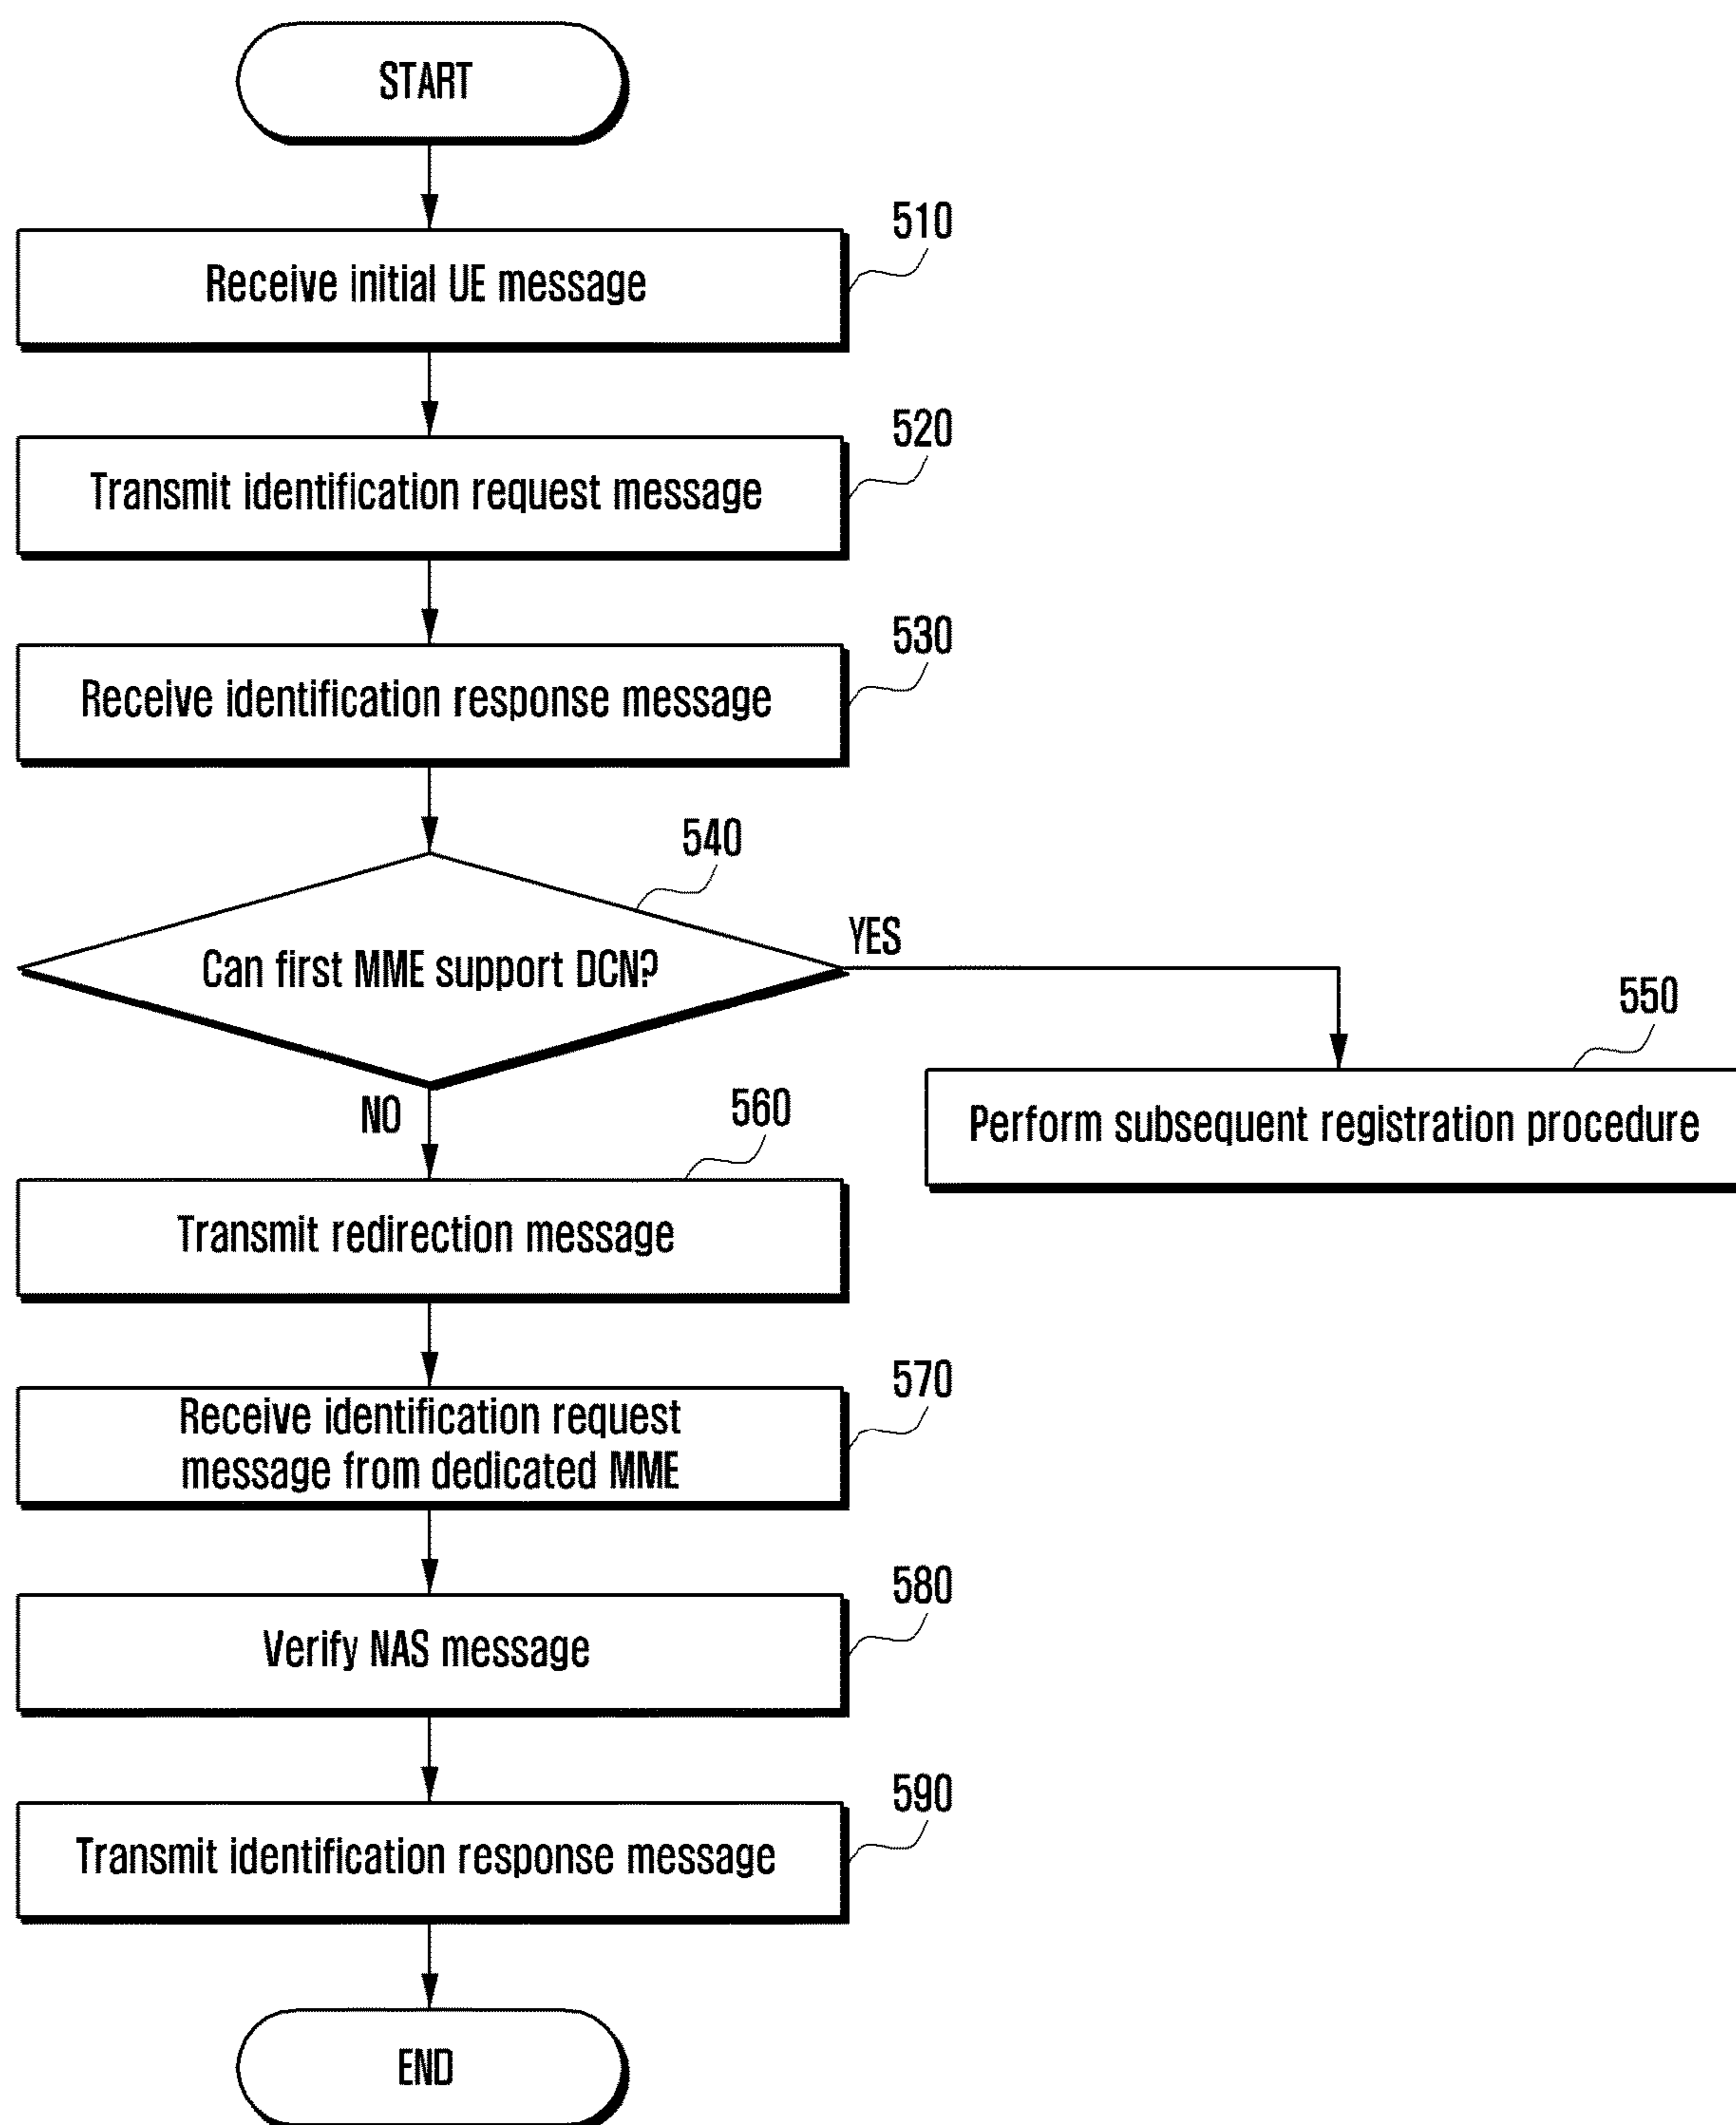 START
510
Receive initial UE message
520
Transmit identification request message
530
Receive identification response message
540
Can first MME support DCN?
YES
550
Perform subsequent registration procedure
NO
560
Transmit redirection message
570
Receive identification request
message from dedicated MME
580
Verify NAS message
590
Transmit identification response message
END